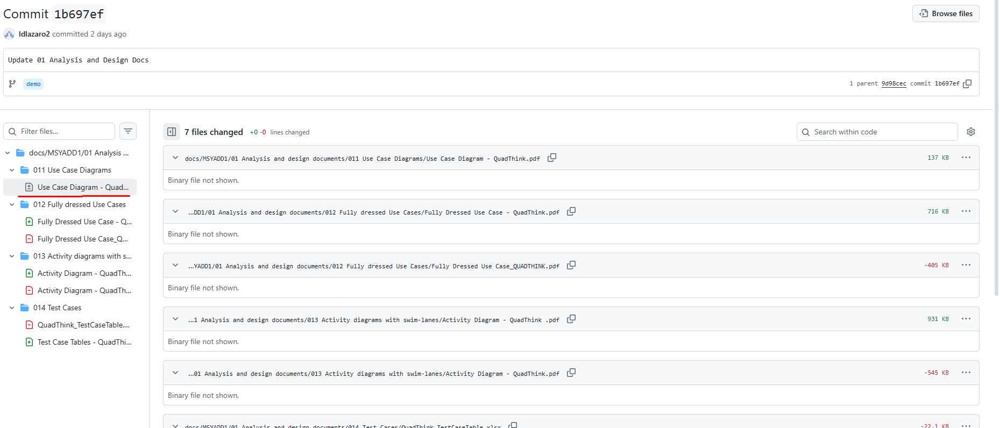 Commit 1b697ef
Browse files
ldlazaro2 committed 2 days ago
Update 01 Analysis and Design Docs
demo
1 parent 9d98cec commit 1b697ef
Filter files...
docs/MSYADD1/01 Analysis ...
011 Use Case Diagrams
Use Case Diagram - Quad...
012 Fully dressed Use Cases
Fully Dressed Use Case - Q...
Fully Dressed Use Case_Q...
013 Activity diagrams with s...
Activity Diagram - QuadTh...
Activity Diagram - QuadTh...
014 Test Cases
QuadThink_TestCaseTable....
Test Case Tables - QuadThi...
7 files changed +0 -0 lines changed
Search within code
docs/MSYADD1/01 Analysis and design documents/011 Use Case Diagrams/Use Case Diagram - QuadThink.pdf
137 KB
Binary file not shown.
…DD1/01 Analysis and design documents/012 Fully dressed Use Cases/Fully Dressed Use Case - QuadThink.pdf
716 KB
Binary file not shown.
…YADD1/01 Analysis and design documents/012 Fully dressed Use Cases/Fully Dressed Use Case_QUADTHINK.pdf
-405 KB
Binary file not shown.
…1 Analysis and design documents/013 Activity diagrams with swim-lanes/Activity Diagram - QuadThink .pdf
931 KB
Binary file not shown.
…01 Analysis and design documents/013 Activity diagrams with swim-lanes/Activity Diagram - QuadThink.pdf
-545 KB
Binary file not shown.
docs/MSYADD1/01 Analysis and design documents/014 Test Cases/QuadThink_TestCaseTable.xlsx
-22.1 KB